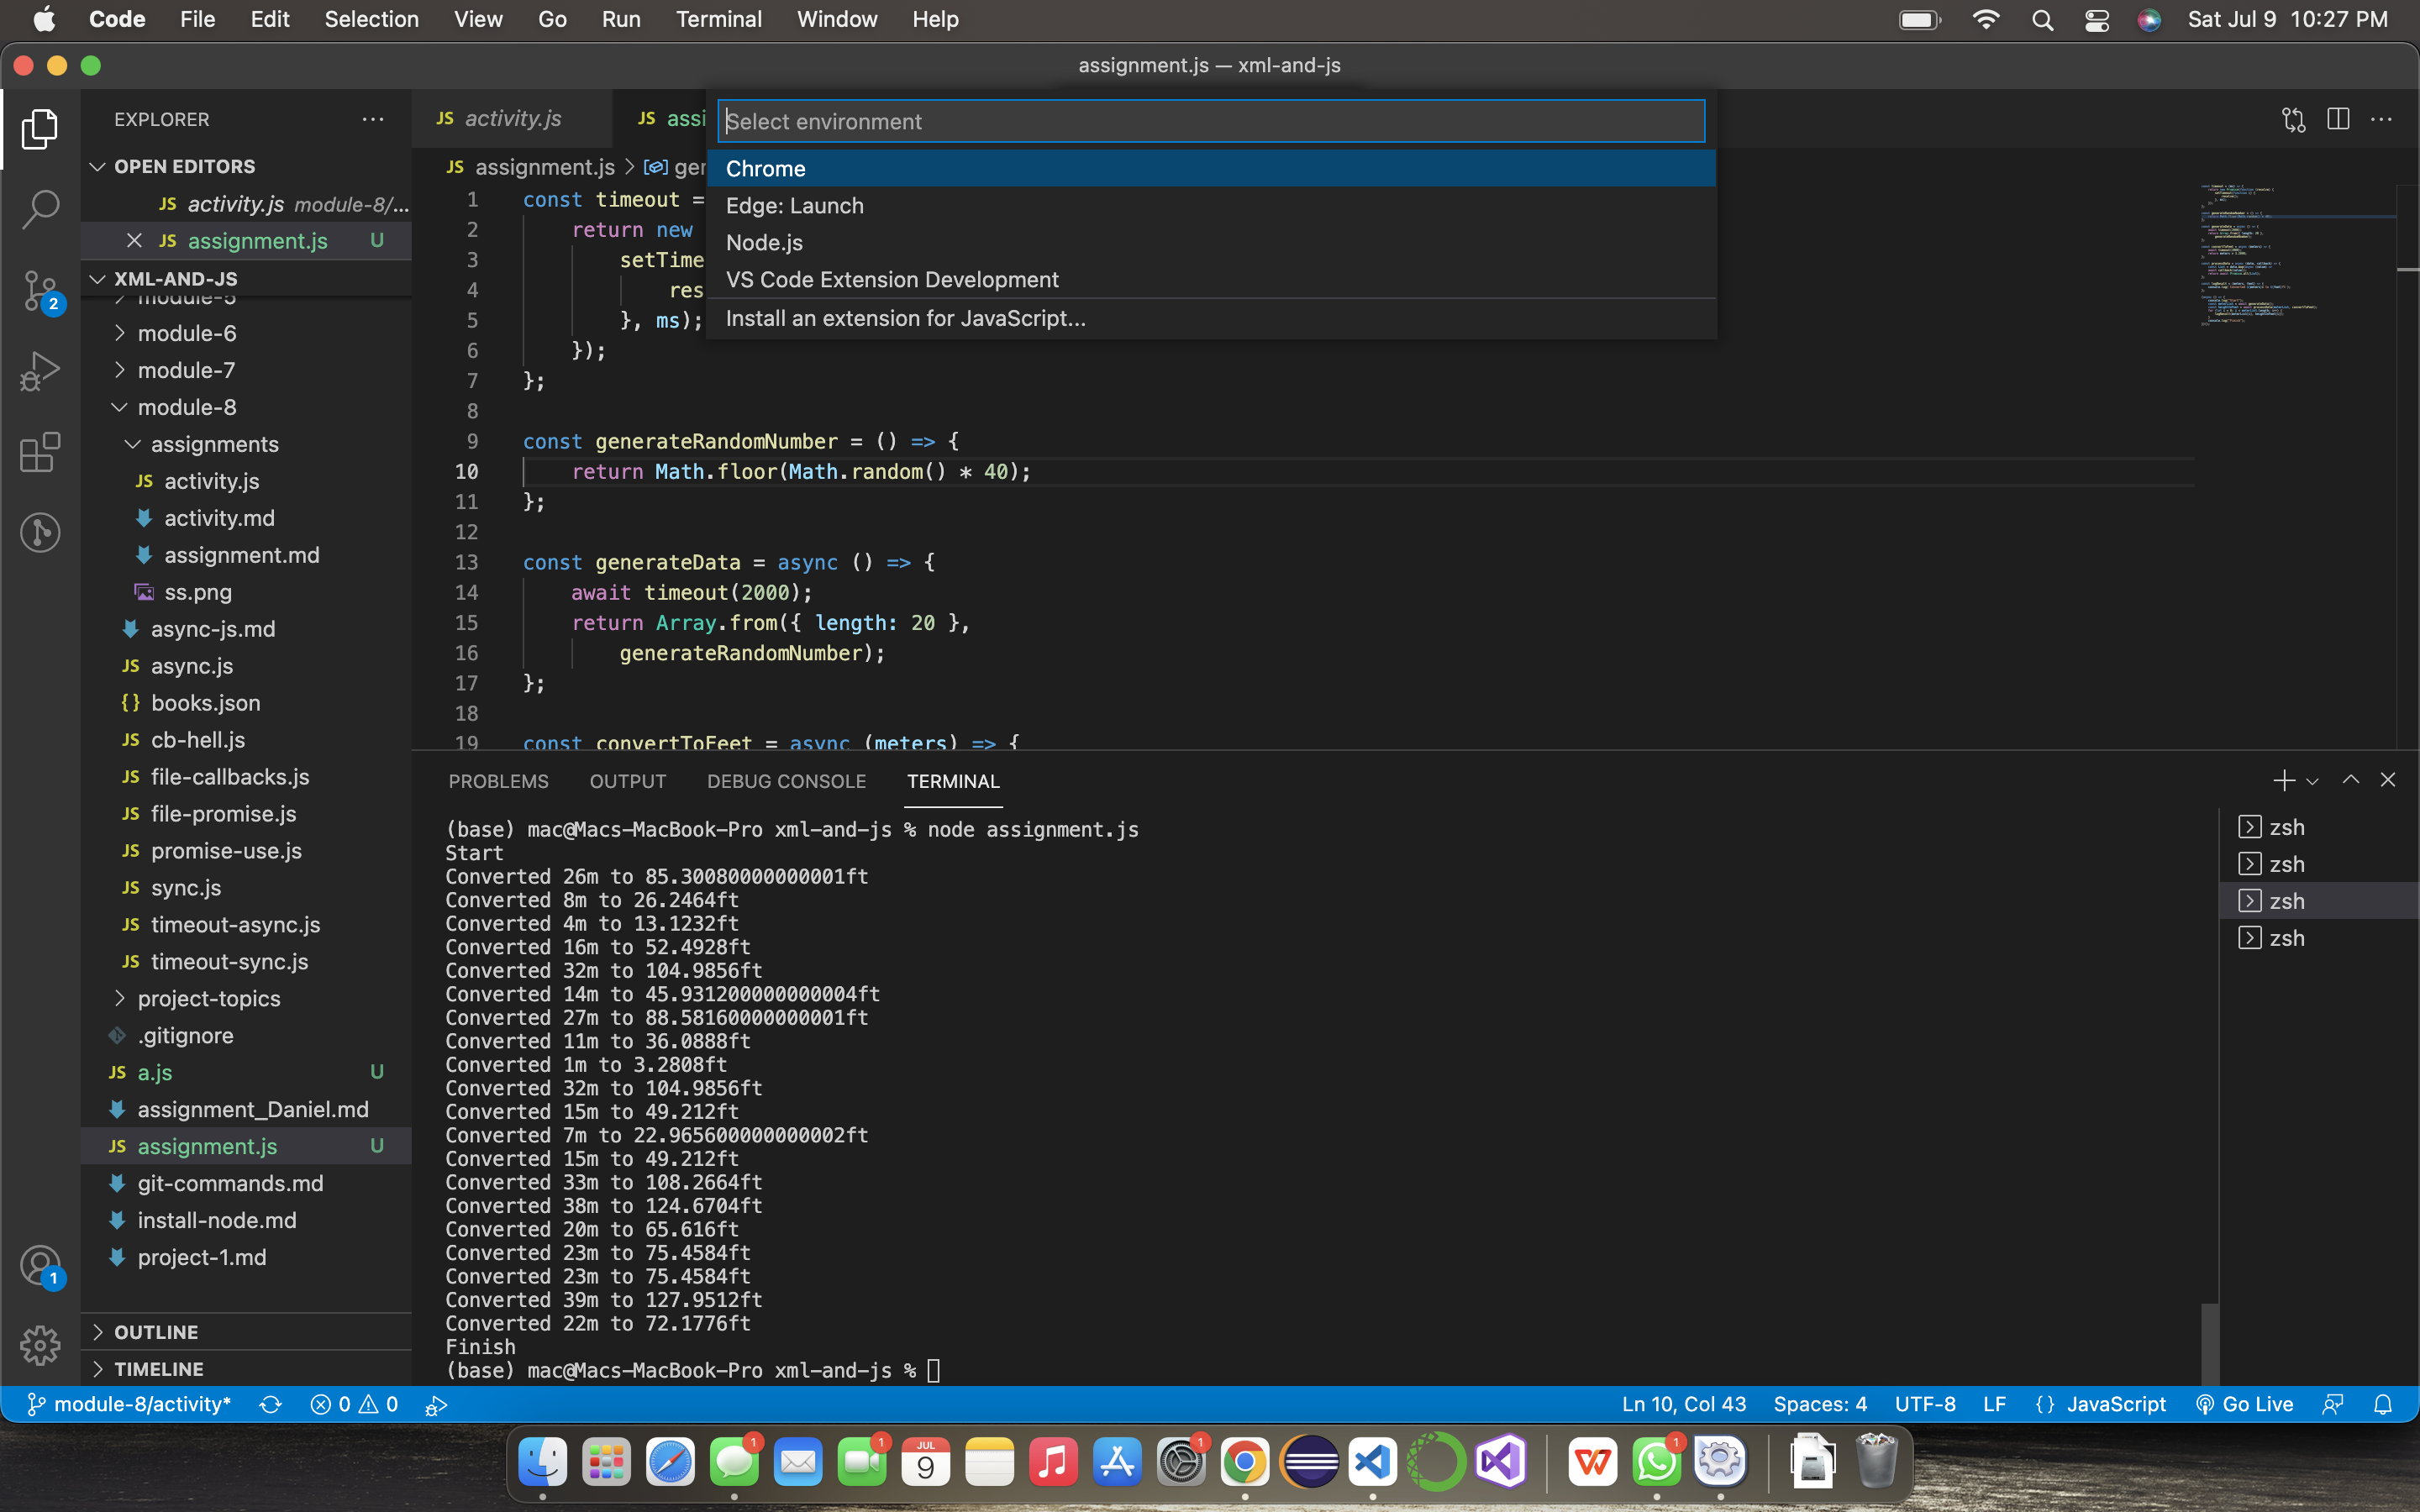 Code File Edit Selection View Go Run Terminal Window Help Sat Jul 9 10:27 PM
assignment.js — xml-and-js
EXPLORER
OPEN EDITORS
JS activity.js module-8/...
JS assignment.js U
XML-AND-JS
module-5
module-6
module-7
module-8
assignments
JS activity.js
activity.md
assignment.md
ss.png
async-js.md
JS async.js
{} books.json
JS cb-hell.js
JS file-callbacks.js
JS file-promise.js
JS promise-use.js
JS sync.js
JS timeout-async.js
JS timeout-sync.js
project-topics
.gitignore
JS a.js U
assignment_Daniel.md
JS assignment.js U
git-commands.md
install-node.md
project-1.md
OUTLINE
TIMELINE
2
1
JS activity.js JS assi
Select environment
Chrome
Edge: Launch
Node.js
VS Code Extension Development
Install an extension for JavaScript...
JS assignment.js > ger
1 const timeout =
2 return new
3 setTime
4 res
5 }, ms);
6 });
7 };
8
9 const generateRandomNumber = () => {
10 return Math.floor(Math.random() * 40);
11 };
12
13 const generateData = async () => {
14 await timeout(2000);
15 return Array.from({ length: 20 },
16 generateRandomNumber);
17 };
18
19 const convertToFeet = async (meters) => {
PROBLEMS OUTPUT DEBUG CONSOLE TERMINAL
(base) mac@Macs-MacBook-Pro xml-and-js % node assignment.js
Start
Converted 26m to 85.30080000000001ft
Converted 8m to 26.2464ft
Converted 4m to 13.1232ft
Converted 16m to 52.4928ft
Converted 32m to 104.9856ft
Converted 14m to 45.931200000000004ft
Converted 27m to 88.58160000000001ft
Converted 11m to 36.0888ft
Converted 1m to 3.2808ft
Converted 32m to 104.9856ft
Converted 15m to 49.212ft
Converted 7m to 22.965600000000002ft
Converted 15m to 49.212ft
Converted 33m to 108.2664ft
Converted 38m to 124.6704ft
Converted 20m to 65.616ft
Converted 23m to 75.4584ft
Converted 23m to 75.4584ft
Converted 39m to 127.9512ft
Converted 22m to 72.1776ft
Finish
(base) mac@Macs-MacBook-Pro xml-and-js %
zsh
zsh
zsh
zsh
module-8/activity* 0 0 Ln 10, Col 43 Spaces: 4 UTF-8 LF {} JavaScript Go Live
1 1 JUL 9 1 1